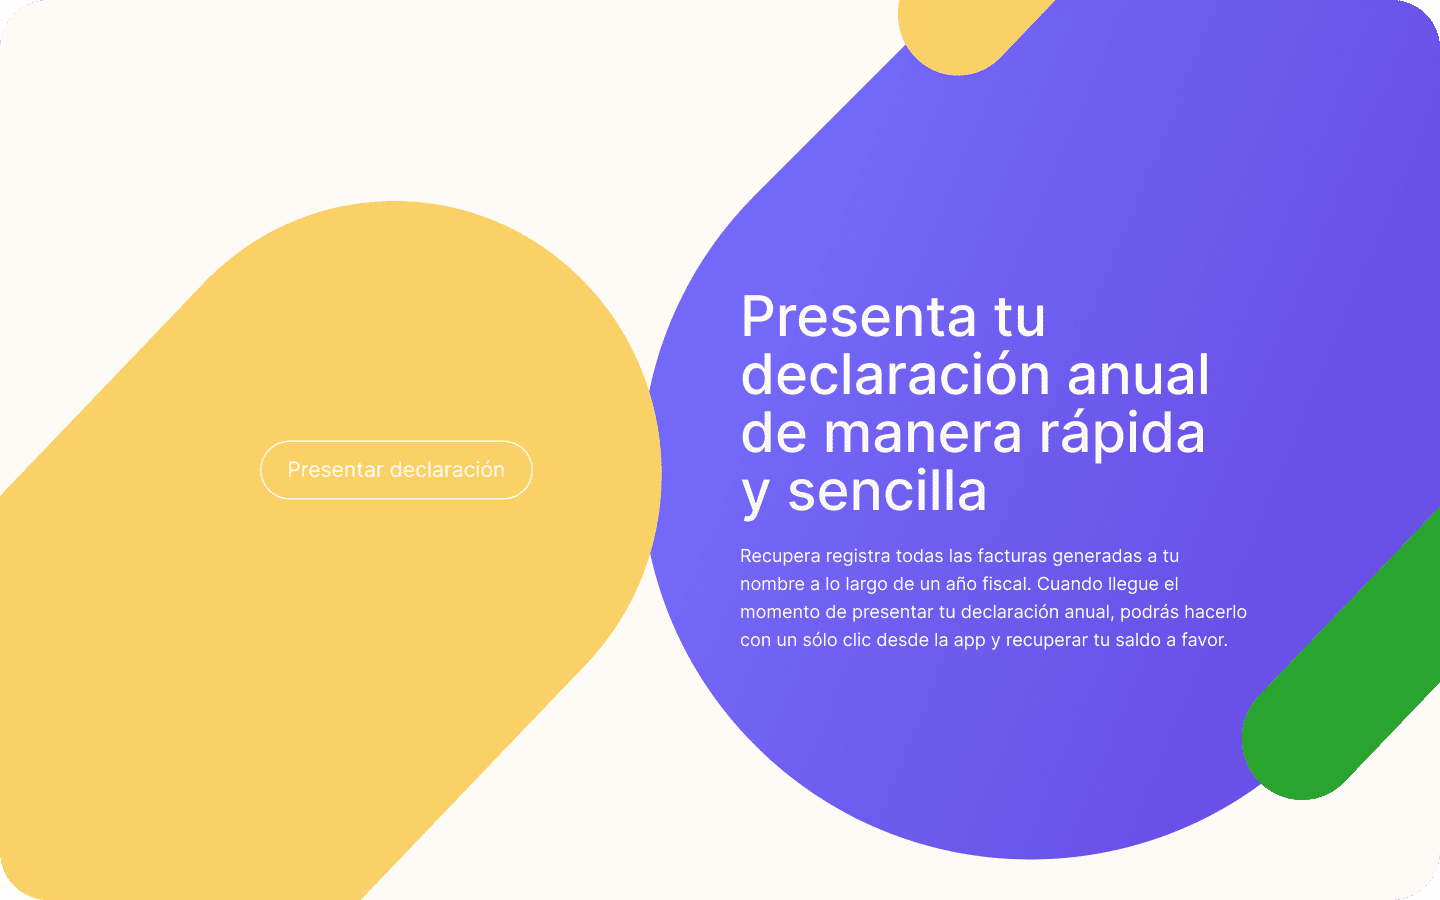 Presenta tu
declaración anual
de manera rápida
y sencilla
Presentar declaración
Recupera registra todas las facturas generadas a tu
nombre a lo largo de un año fiscal. Cuando llegue el
momento de presentar tu declaración anual, podrás hacerlo
con un sólo clic desde la app y recuperar tu saldo a favor.